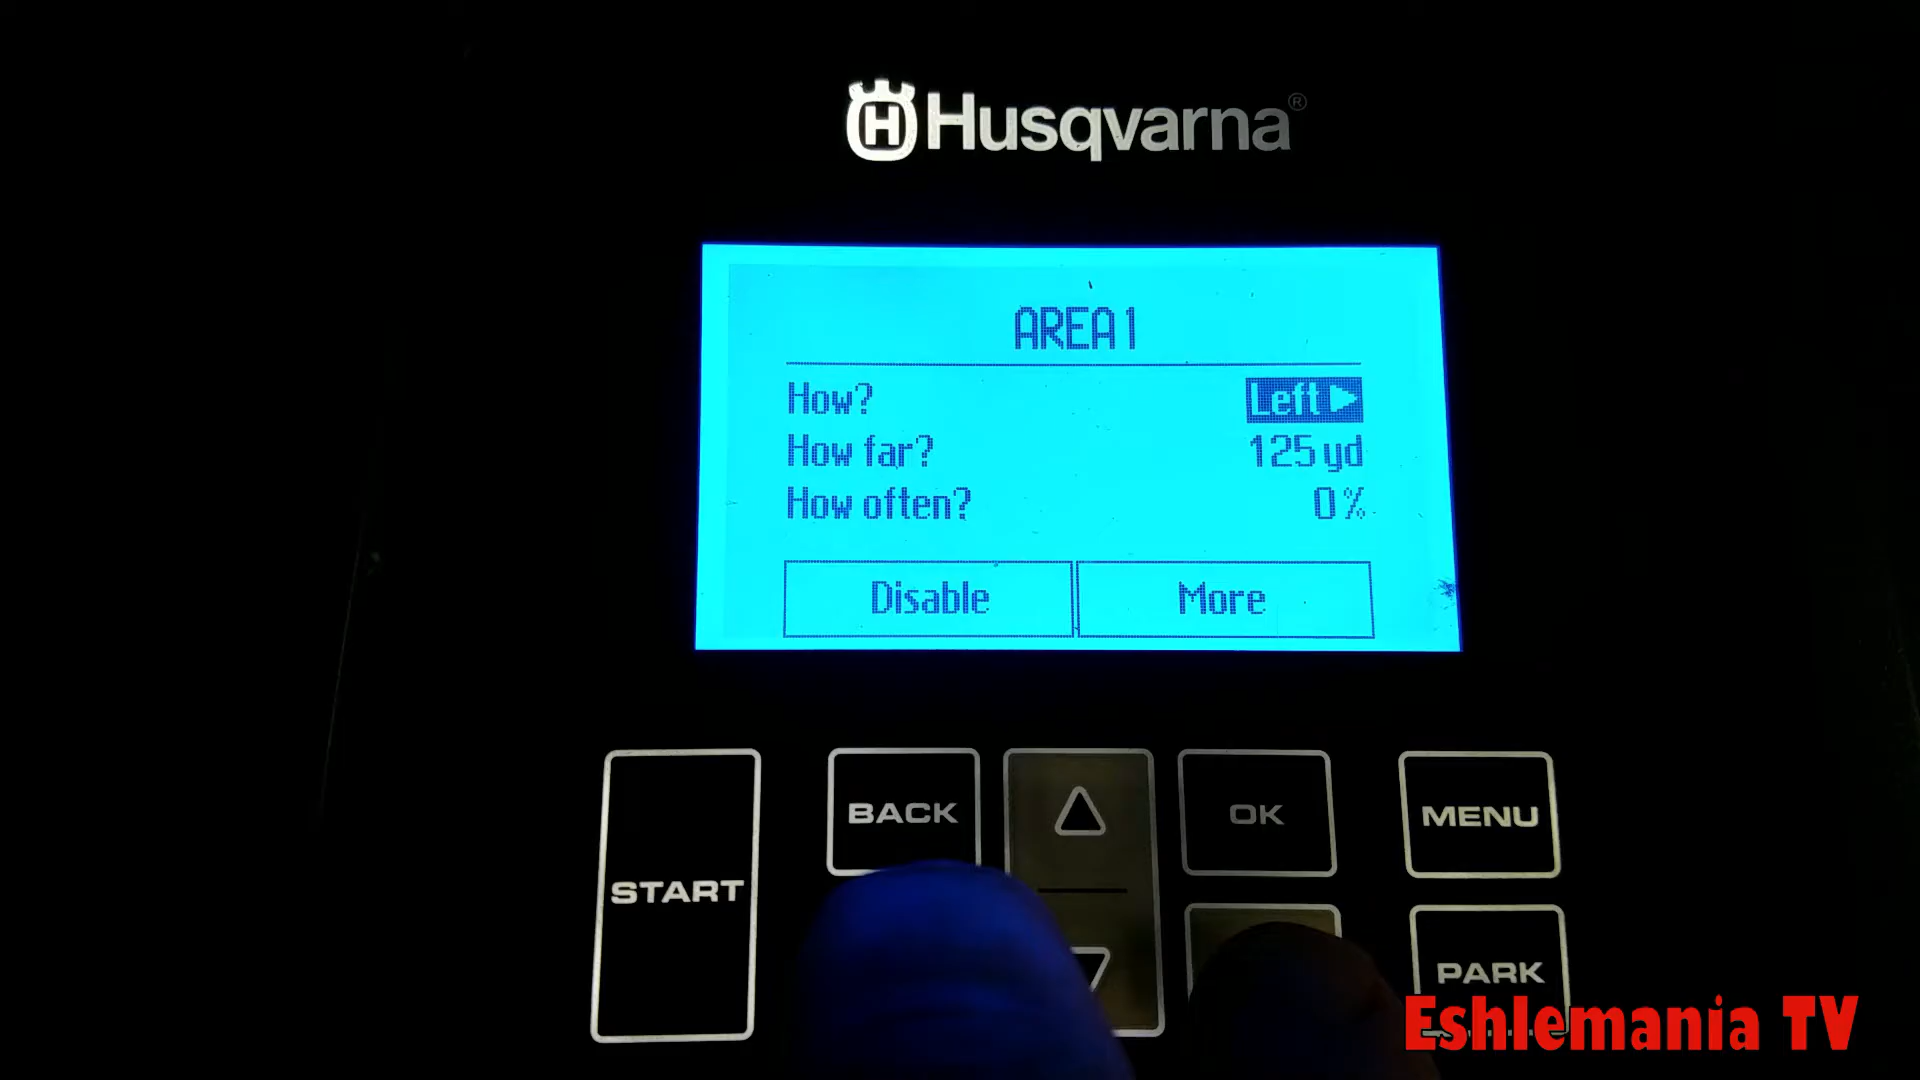 Husqvarna®
AREA 1
How? Left
How far? 125 yd
How often? 0 %
Disable More
START BACK OK MENU
PARK
Eshlemania TV